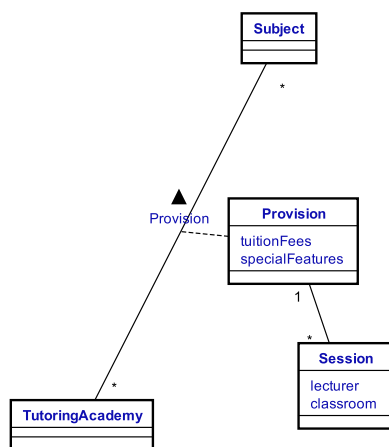 Subject
*
Provision
Provision
tuitionFees
specialFeatures
1
*
Session
lecturer
classroom
*
TutoringAcademy